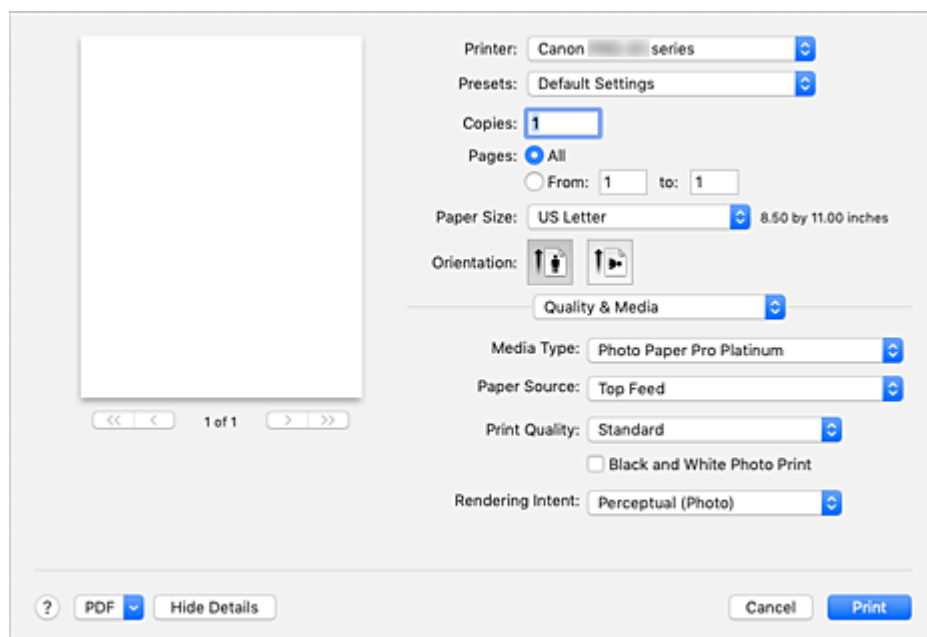 Printer: Canon series
Presets: Default Settings
Copies: 1
Pages: All
From: 1 to: 1
Paper Size: US Letter 8.50 by 11.00 inches
Orientation:
Quality & Media
Media Type: Photo Paper Pro Platinum
Paper Source: Top Feed
<< < 1 of 1 > >>
Print Quality: Standard
Black and White Photo Print
Rendering Intent: Perceptual (Photo)
? PDF Hide Details Cancel Print